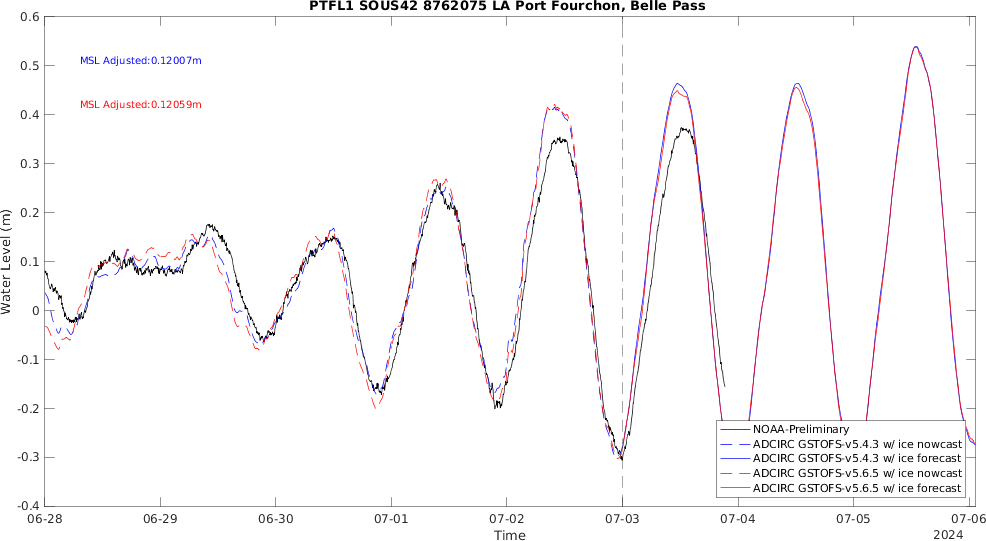 PTFL1 SOUS42 8762075 LA Port Fourchon, Belle Pass
MSL Adjusted:0.12007m
MSL Adjusted:0.12059m
Water Level (m)
0.6
0.5
0.4
0.3
0.2
0.1
0
-0.1
-0.2
-0.3
-0.4
NOAA-Preliminary
ADCIRC GSTOFS-v5.4.3 w/ ice nowcast
ADCIRC GSTOFS-v5.4.3 w/ ice forecast
ADCIRC GSTOFS-v5.6.5 w/ ice nowcast
ADCIRC GSTOFS-v5.6.5 w/ ice forecast
06-28 06-29 06-30 07-01 07-02 07-03 07-04 07-05 07-06
Time
2024